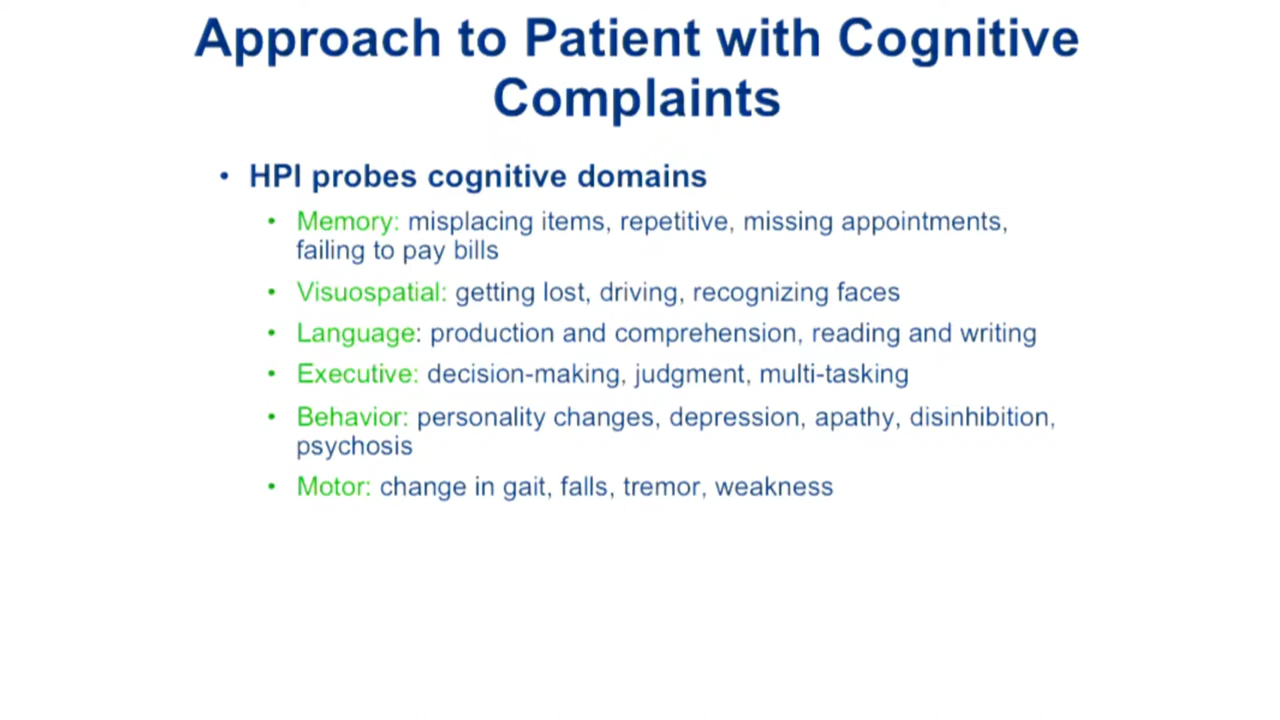 Approach to Patient with Cognitive
Complaints
• HPI probes cognitive domains
• Memory: misplacing items, repetitive, missing appointments,
failing to pay bills
• Visuospatial: getting lost, driving, recognizing faces
• Language: production and comprehension, reading and writing
• Executive: decision-making, judgment, multi-tasking
• Behavior: personality changes, depression, apathy, disinhibition,
psychosis
• Motor: change in gait, falls, tremor, weakness